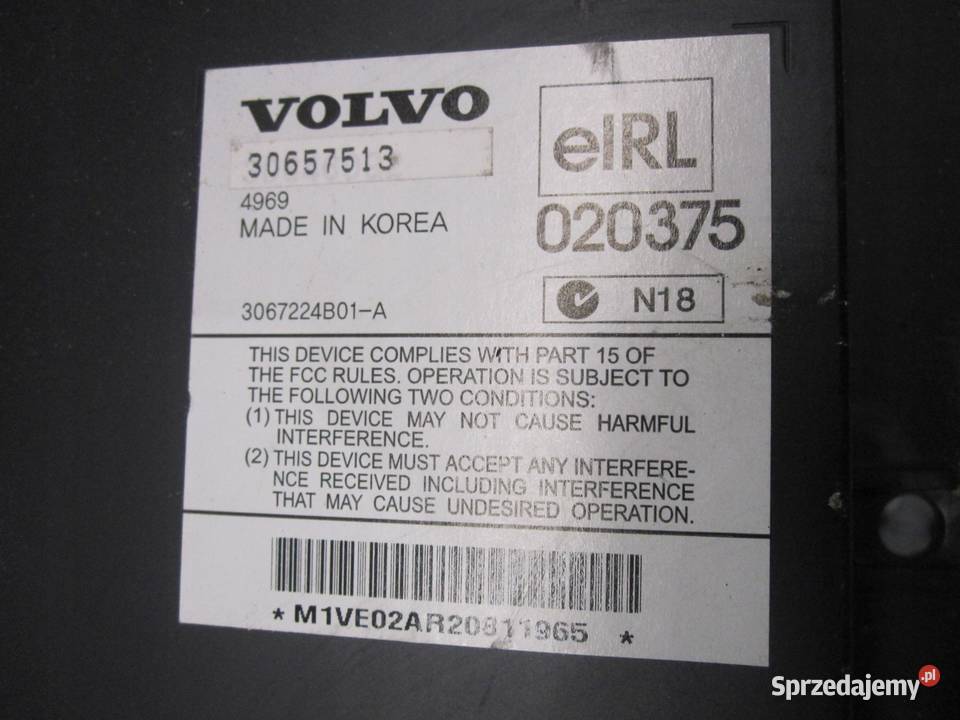 VOLVO
30657513
4969
MADE IN KOREA
3067224B01-A
eIRL
020375
N18
THIS DEVICE COMPLIES WITH PART 15 OF
THE FCC RULES. OPERATION IS SUBJECT TO
THE FOLLOWING TWO CONDITIONS:
(1) THIS DEVICE MAY NOT CAUSE HARMFUL
INTERFERENCE.
(2) THIS DEVICE MUST ACCEPT ANY INTERFERE-
NCE RECEIVED INCLUDING INTERFERENCE
THAT MAY CAUSE UNDESIRED OPERATION.
* M1VE02AR20811965 *
Sprzedajemy.pl